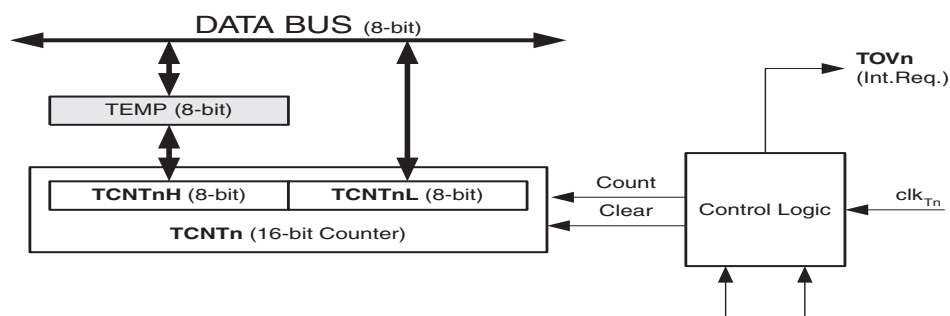 DATA BUS (8-bit)
TOVn
(Int.Req.)
TEMP (8-bit)
TCNTnH (8-bit)
TCNTnL (8-bit)
TCNTn (16-bit Counter)
Count
Clear
Control Logic
clkTn